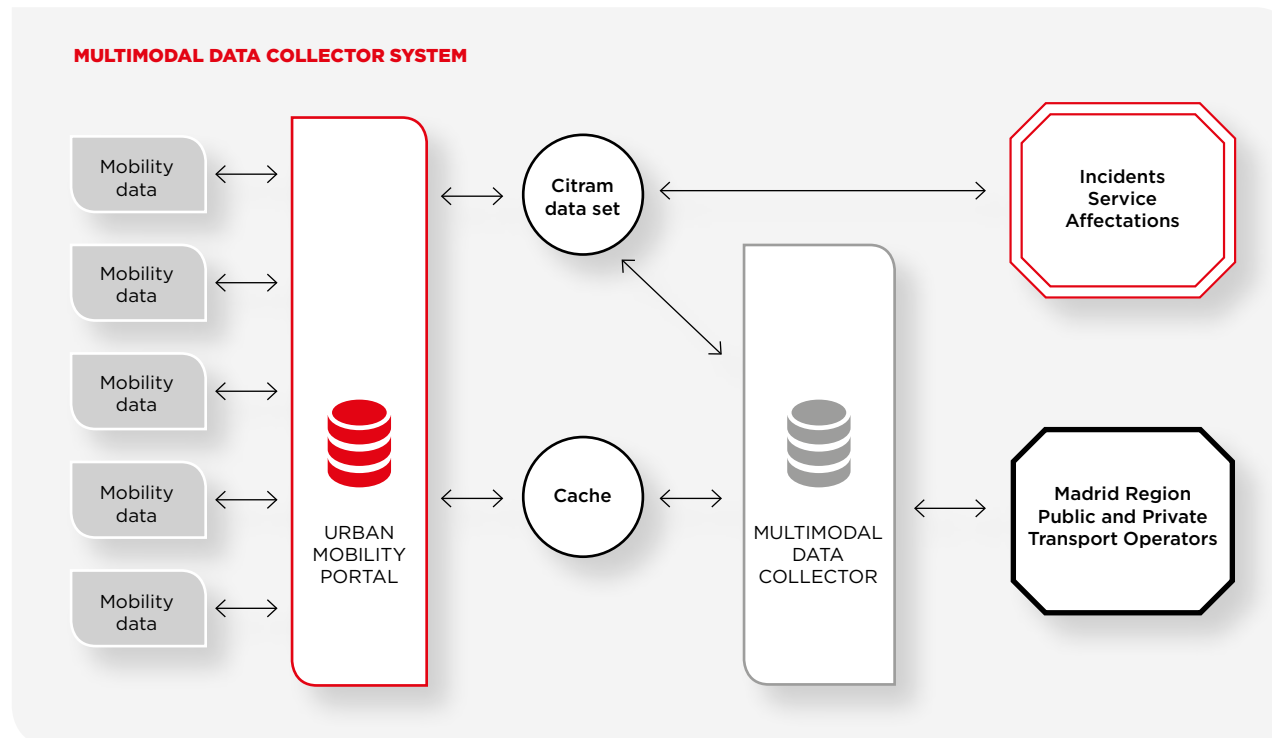 MULTIMODAL DATA COLLECTOR SYSTEM
Mobility
data
Mobility
data
Mobility
data
Mobility
data
Mobility
data
URBAN
MOBILITY
PORTAL
Citram
data set
Cache
MULTIMODAL
DATA
COLLECTOR
Incidents
Service
Affectations
Madrid Region
Public and Private
Transport Operators